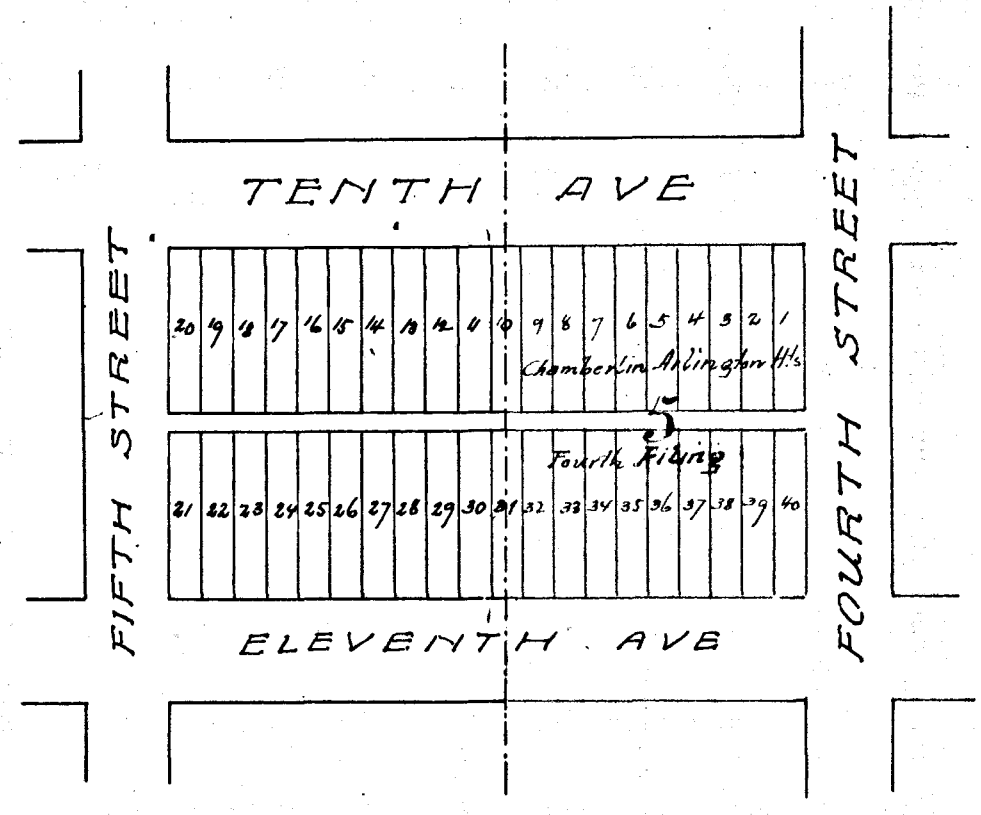 TENTH AVE
FIFTH STREET
FOURTH STREET
20 19 18 17 16 15 14 13 12 11 10 9 8 7 6 5 4 3 2 1
Chamberlin Arlington Hts
5
Fourth Filing
21 22 23 24 25 26 27 28 29 30 31 32 33 34 35 36 37 38 39 40
ELEVENTH AVE